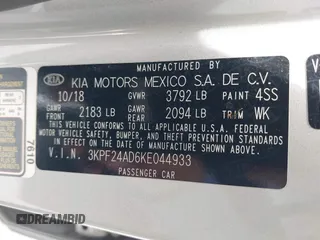 MANUFACTURED BY
KIA KIA MOTORS MEXICO S.A. DE C.V.
10/18 GVWR 3792 LB PAINT 4SS
GAWR FRONT 2183 LB GAWR REAR 2094 LB TRIM WK
THIS VEHICLE CONFORMS TO ALL APPLICABLE U.S.A. FEDERAL
MOTOR VEHICLE SAFETY, BUMPER, AND THEFT PREVENTION
STANDARDS IN EFFECT ON THE DATE OF MANUFACTURE SHOWN ABOVE.
V.I.N. 3KPF24AD6KE044933
PASSENGER CAR
7610
DREAMBID